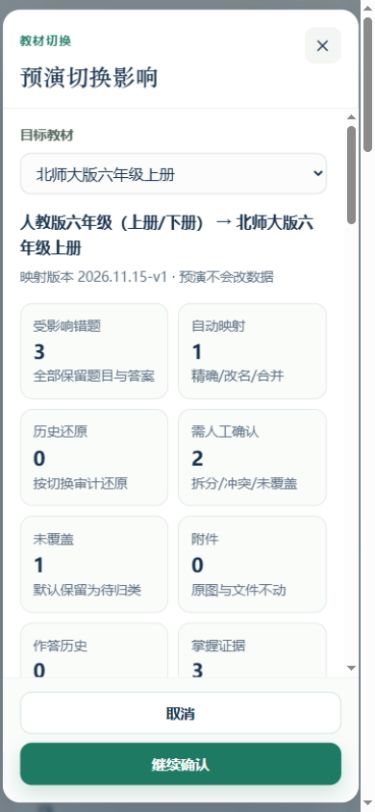 教材切换
预演切换影响
目标教材
北师大版六年级上册
人教版六年级（上册/下册） → 北师大版六
年级上册
映射版本 2026.11.15-v1 · 预演不会改数据
受影响错题
3
全部保留题目与答案
自动映射
1
精确/改名/合并
历史还原
0
按切换审计还原
需人工确认
2
拆分/冲突/未覆盖
未覆盖
1
默认保留为待归类
附件
0
原图与文件不动
作答历史
0
掌握证据
3
取消
继续确认